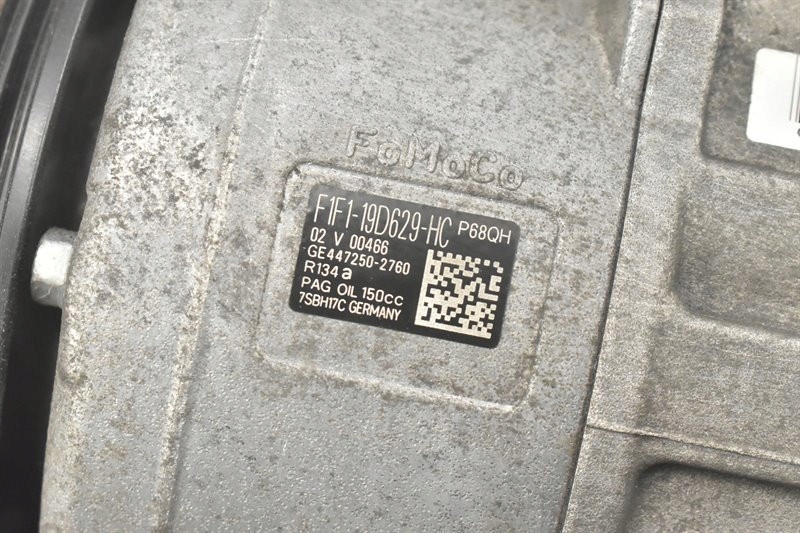 FoMoCo
F1F1-19D629-HC P68QH
02 V 00466
GE447250-2760
R134a
PAG OIL 150cc
7SBH17C GERMANY